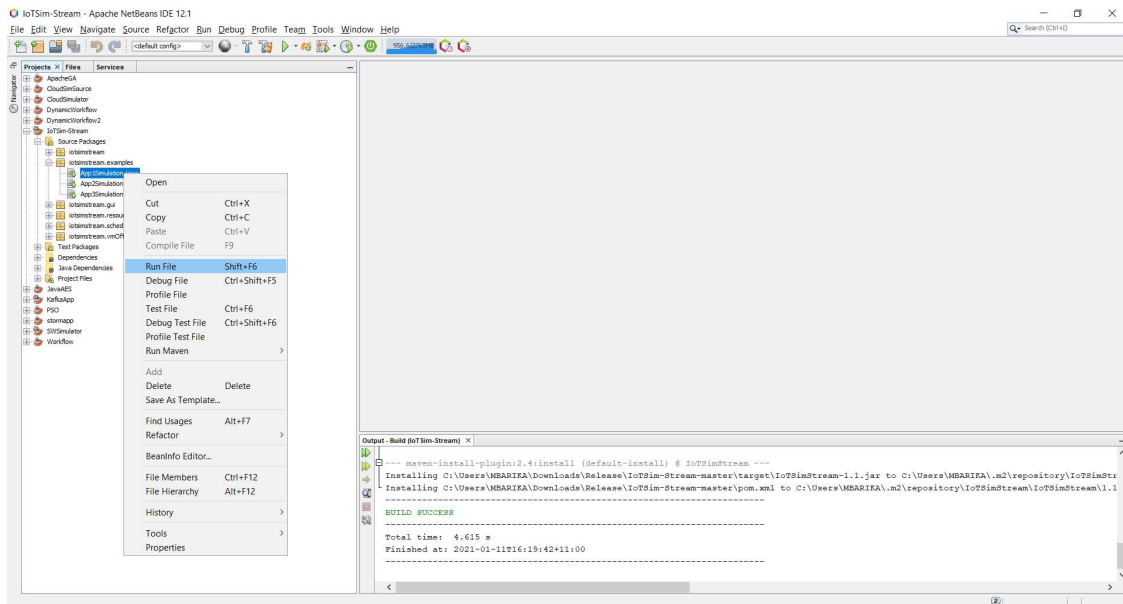 IoTSim-Stream - Apache NetBeans IDE 12.1
File Edit View Navigate Source Refactor Run Debug Profile Team Tools Window Help
Search (Ctrl+I)
<default config>
Projects Files Services
Navigator
ApacheGA
CloudSimSource
CloudSimulator
DynamicWorkflow
DynamicWorkflow2
IoTSim-Stream
Source Packages
iotsimstream
iotsimstream.examples
App1Simulation.java
App2Simulation
App3Simulation
iotsimstream.gui
iotsimstream.resou
iotsimstream.sched
iotsimstream.vmOff
Test Packages
Dependencies
Java Dependencies
Project Files
JavaAES
KafkaApp
PSO
stormapp
SWSimulator
Workflow
Open
Cut Ctrl+X
Copy Ctrl+C
Paste Ctrl+V
Compile File F9
Run File Shift+F6
Debug File Ctrl+Shift+F5
Profile File
Test File Ctrl+F6
Debug Test File Ctrl+Shift+F6
Profile Test File
Run Maven
Add
Delete Delete
Save As Template...
Find Usages Alt+F7
Refactor
BeanInfo Editor...
File Members Ctrl+F12
File Hierarchy Alt+F12
History
Tools
Properties
Output - Build (IoTSim-Stream)
--- maven-install-plugin:2.4:install (default-install) @ IoTSimStream ---
Installing C:\Users\MBARIKA\Downloads\Release\IoTSim-Stream-master\target\IoTSimStream-1.1.jar to C:\Users\MBARIKA\.m2\repository\IoTSimStr
Installing C:\Users\MBARIKA\Downloads\Release\IoTSim-Stream-master\pom.xml to C:\Users\MBARIKA\.m2\repository\IoTSimStream\IoTSimStream\1.1
------------------------------------------------------------------------
BUILD SUCCESS
------------------------------------------------------------------------
Total time: 4.615 s
Finished at: 2021-01-11T16:19:42+11:00
------------------------------------------------------------------------